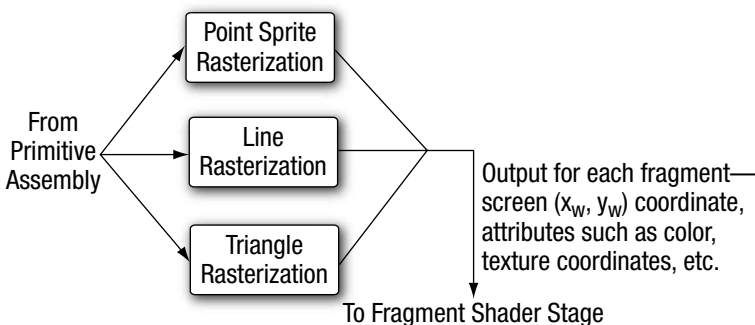 Point Sprite
Rasterization
From
Primitive
Assembly
Line
Rasterization
Triangle
Rasterization
Output for each fragment—
screen (xw, yw) coordinate,
attributes such as color,
texture coordinates, etc.
To Fragment Shader Stage